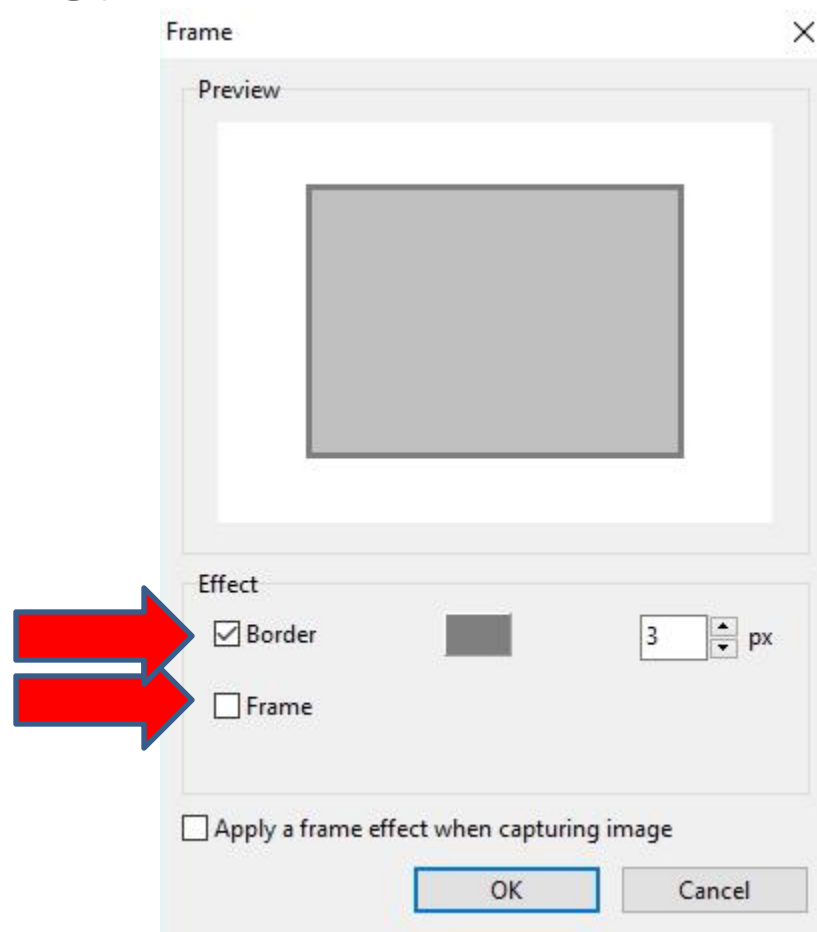 Frame
Preview
Effect
Border 3 px
Frame
Apply a frame effect when capturing image
OK Cancel